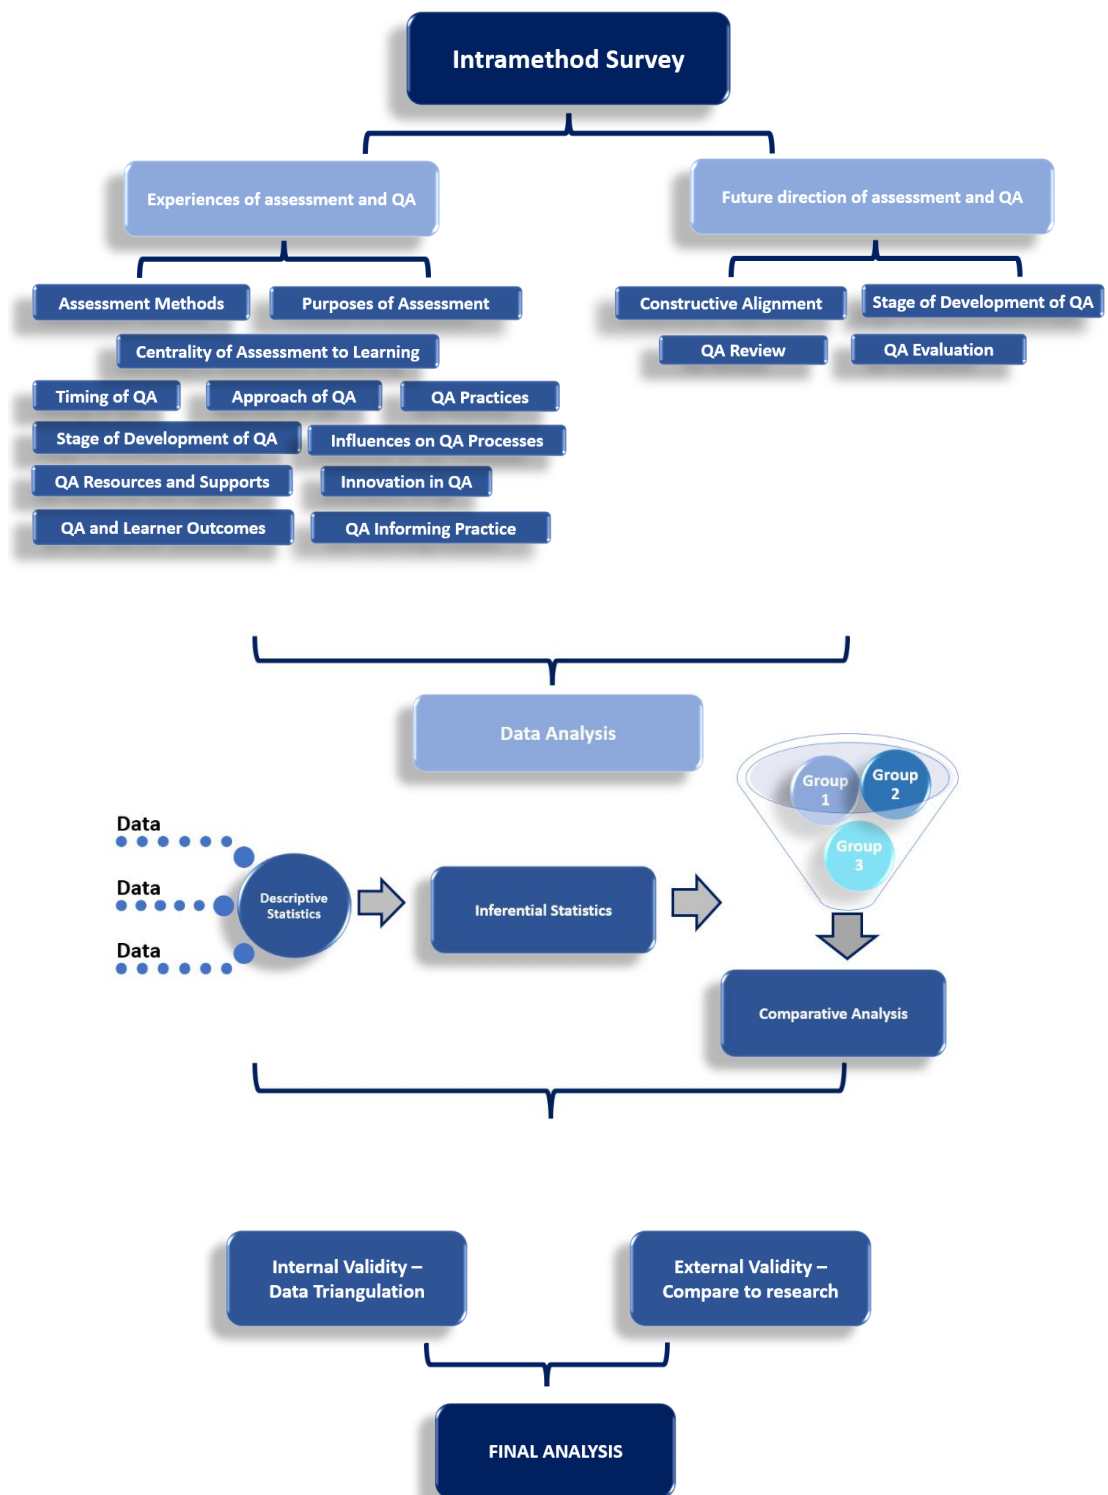 Intramethod Survey
Experiences of assessment and QA
Future direction of assessment and QA
Assessment Methods
Purposes of Assessment
Centrality of Assessment to Learning
Timing of QA
Approach of QA
QA Practices
Stage of Development of QA
Influences on QA Processes
QA Resources and Supports
Innovation in QA
QA and Learner Outcomes
QA Informing Practice
Constructive Alignment
Stage of Development of QA
QA Review
QA Evaluation
Data Analysis
Data
Data
Data
Descriptive
Statistics
Inferential Statistics
Group
1
Group
2
Group
3
Comparative Analysis
Internal Validity –
Data Triangulation
External Validity –
Compare to research
FINAL ANALYSIS